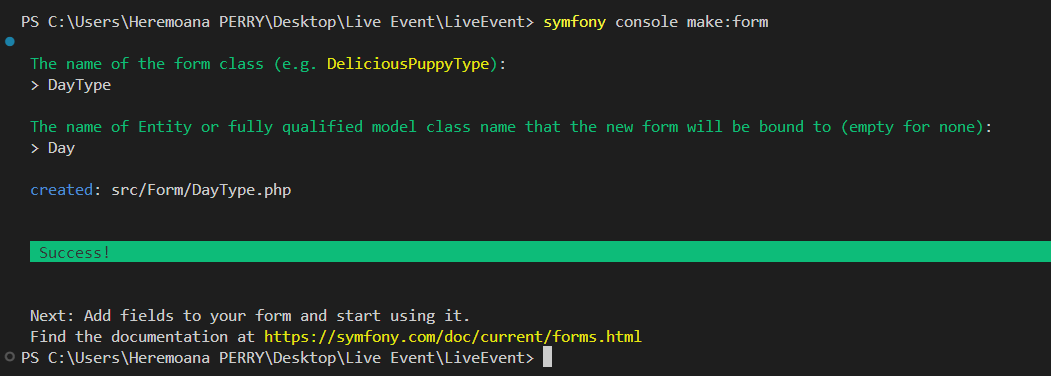 PS C:\Users\Heremoana PERRY\Desktop\Live Event\LiveEvent> symfony console make:form
The name of the form class (e.g. DeliciousPuppyType):
> DayType
The name of Entity or fully qualified model class name that the new form will be bound to (empty for none):
> Day
created: src/Form/DayType.php
Success!
Next: Add fields to your form and start using it.
Find the documentation at https://symfony.com/doc/current/forms.html
PS C:\Users\Heremoana PERRY\Desktop\Live Event\LiveEvent>